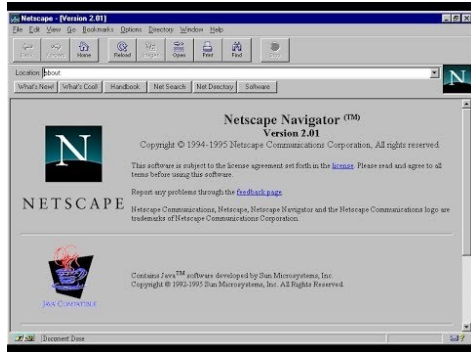 Netscape - [Version 2.01]
File Edit View Go Bookmarks Options Directory Window Help
Home Reload Open Print Find
Location: about
What's New! What's Cool! Handbook Net Search Net Directory Software
N
Netscape Navigator (TM)
Version 2.01
Copyright © 1994-1995 Netscape Communications Corporation, All rights reserved.
This software is subject to the license agreement set forth in the license. Please read and agree to all
terms before using this software.
Report any problems through the feedback page.
N
NETSCAPE
Netscape Communications, Netscape, Netscape Navigator and the Netscape Communications logo are
trademarks of Netscape Communications Corporation.
JAVA COMPATIBLE
Contains Java™ software developed by Sun Microsystems, Inc.
Copyright © 1992-1995 Sun Microsystems, Inc. All Rights Reserved.
Document Done